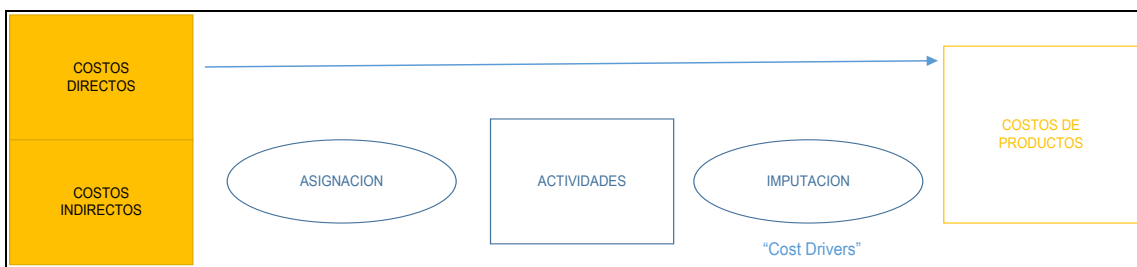 COSTOS
DIRECTOS
COSTOS
INDIRECTOS
ASIGNACION
ACTIVIDADES
IMPUTACION
“Cost Drivers”
COSTOS DE
PRODUCTOS